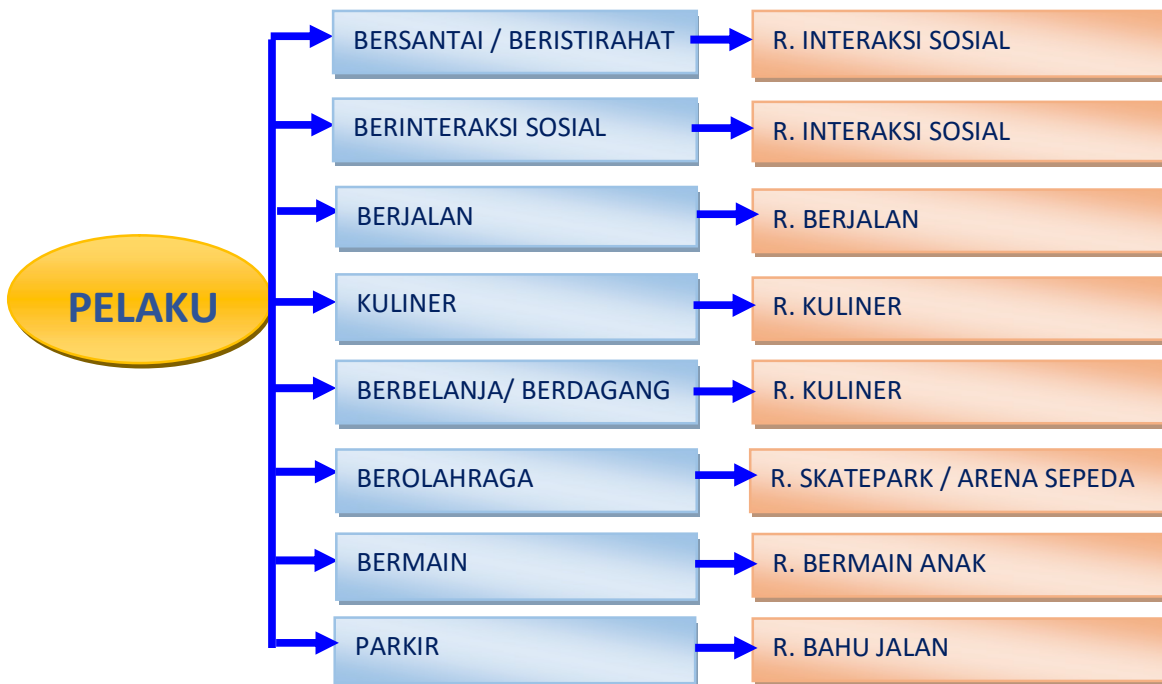 BERSANTAI / BERISTIRAHAT
R. INTERAKSI SOSIAL
BERINTERAKSI SOSIAL
R. INTERAKSI SOSIAL
BERJALAN
R. BERJALAN
PELAKU
KULINER
R. KULINER
BERBELANJA/ BERDAGANG
R. KULINER
BEROLAHRAGA
R. SKATEPARK / ARENA SEPEDA
BERMAIN
R. BERMAIN ANAK
PARKIR
R. BAHU JALAN